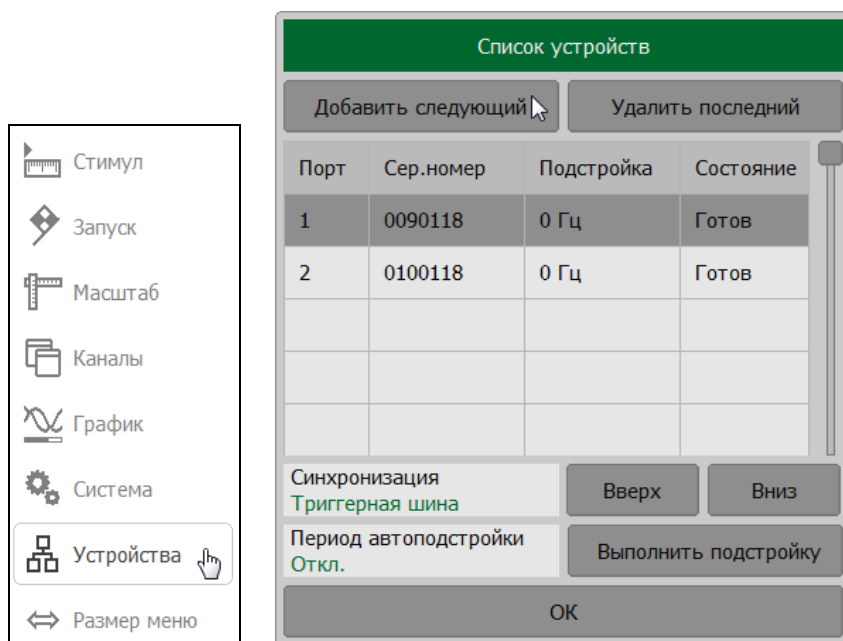 Стимул
Запуск
Масштаб
Каналы
График
Система
Устройства
Размер меню
Список устройств
Добавить следующий Удалить последний
Порт Сер.номер Подстройка Состояние
1 0090118 0 Гц Готов
2 0100118 0 Гц Готов
Синхронизация
Триггерная шина
Вверх Вниз
Период автоподстройки
Откл.
Выполнить подстройку
ОК